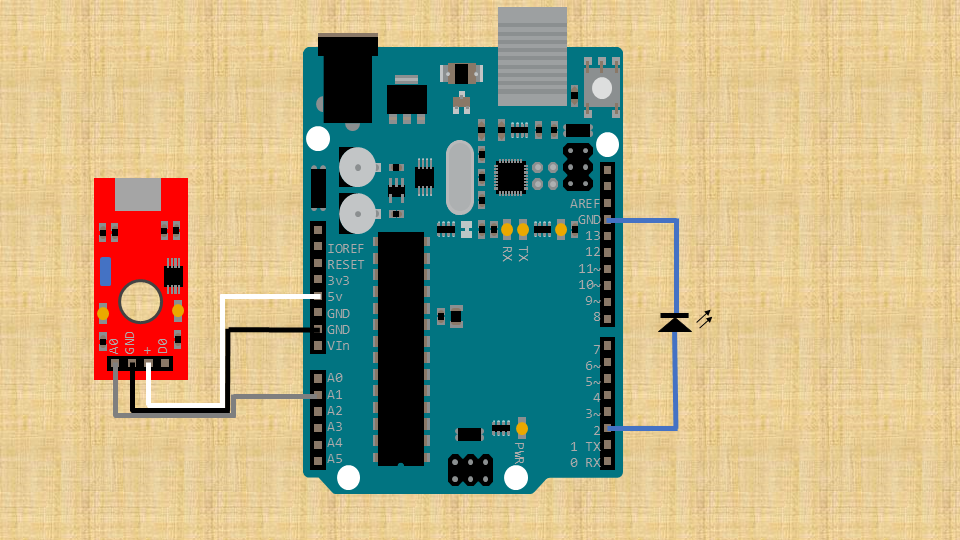 A0
GND
+
D0
IOREF
RESET
3v3
5v
GND
GND
VIn
A0
A1
A2
A3
A4
A5
RX
TX
PWR
AREF
GND
13
12
11~
10~
9~
8
7
6~
5~
4
3~
2
1 TX
0 RX